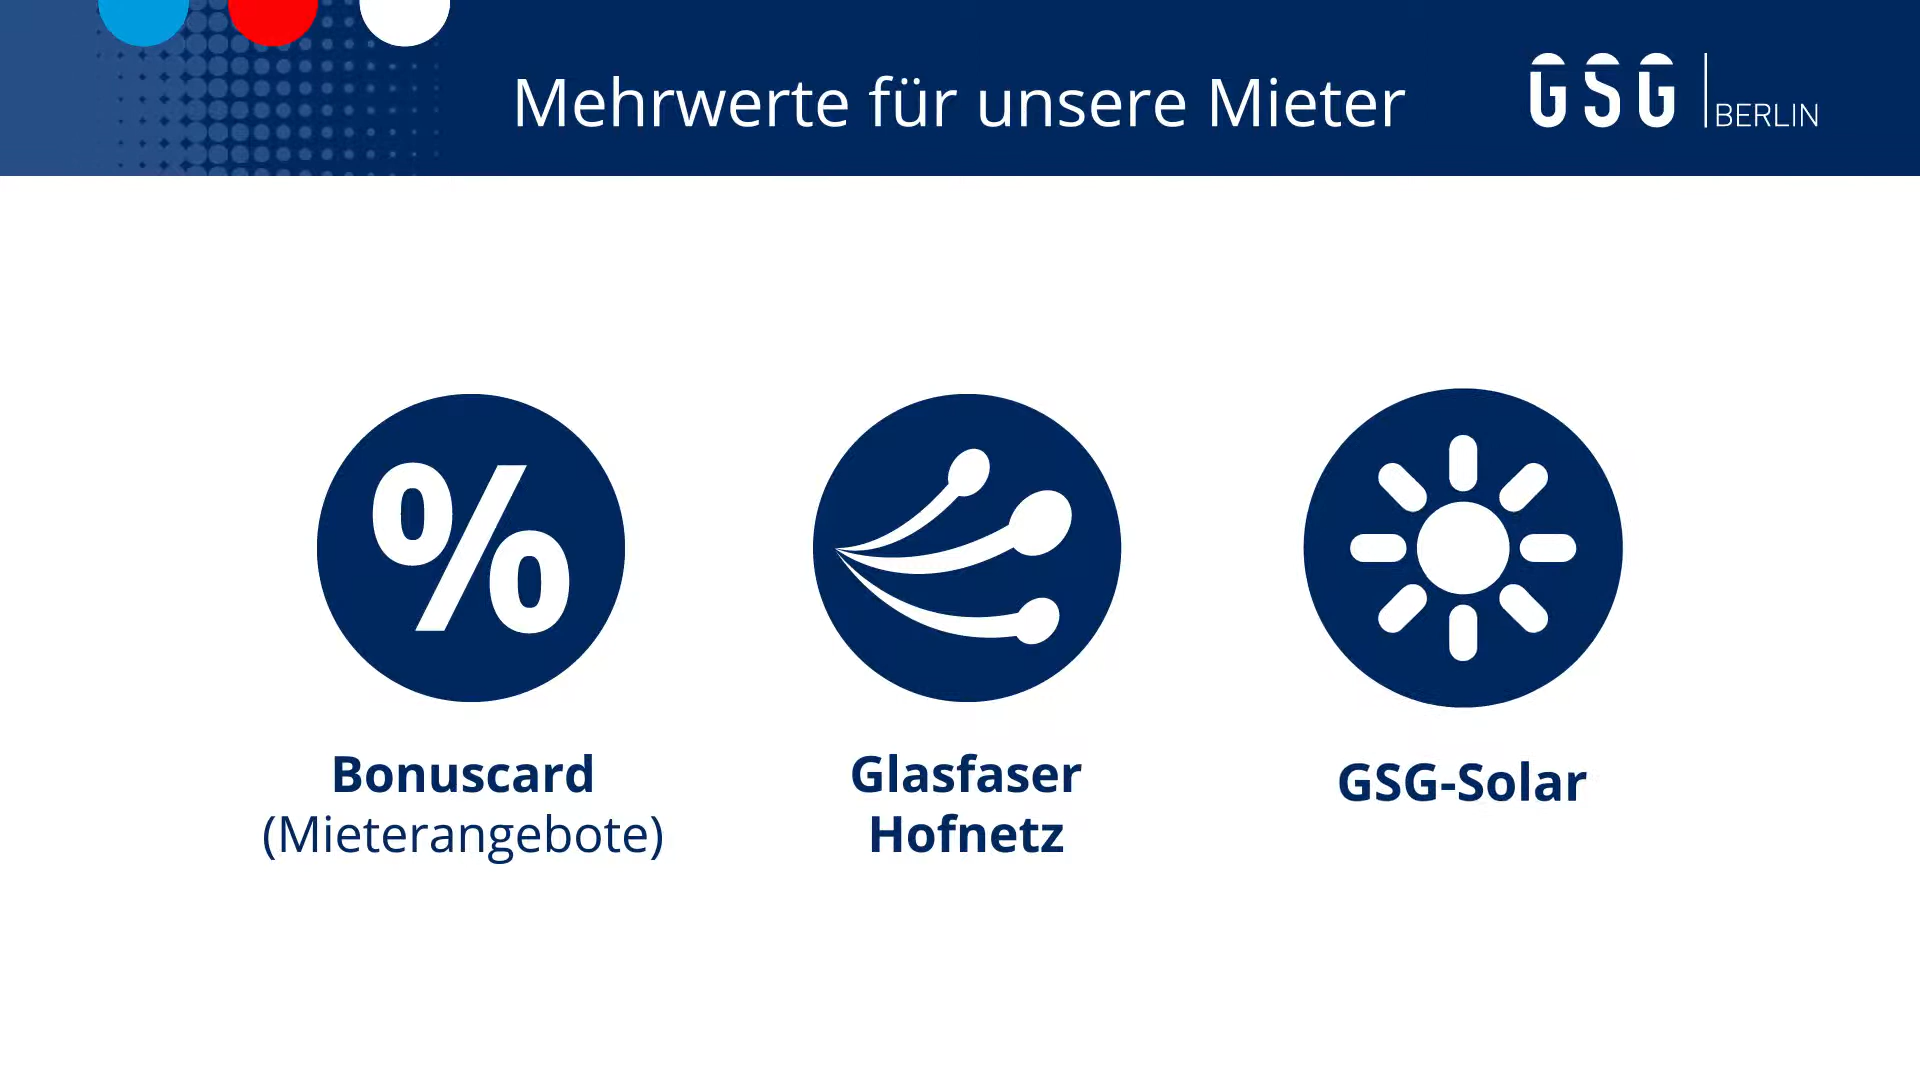 Mehrwerte für unsere Mieter
GSG BERLIN
%
Bonuscard
(Mieterangebote)
Glasfaser
Hofnetz
GSG-Solar